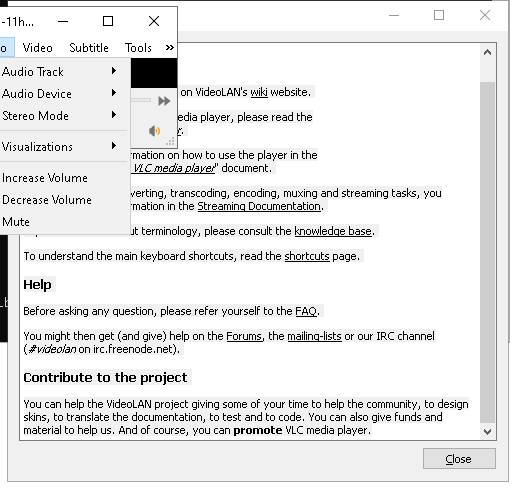 -11h...
Video Subtitle Tools »
Audio Track
Audio Device
Stereo Mode
Visualizations
Increase Volume
Decrease Volume
Mute
on VideoLAN's wiki website.
media player, please read the
rmation on how to use the player in the
VLC media player" document.
verting, transcoding, encoding, muxing and streaming tasks, you
rmation in the Streaming Documentation.
ut terminology, please consult the knowledge base.
To understand the main keyboard shortcuts, read the shortcuts page.
Help
Before asking any question, please refer yourself to the FAQ.
You might then get (and give) help on the Forums, the mailing-lists or our IRC channel
(#videolan on irc.freenode.net).
Contribute to the project
You can help the VideoLAN project giving some of your time to help the community, to design
skins, to translate the documentation, to test and to code. You can also give funds and
material to help us. And of course, you can promote VLC media player.
Close